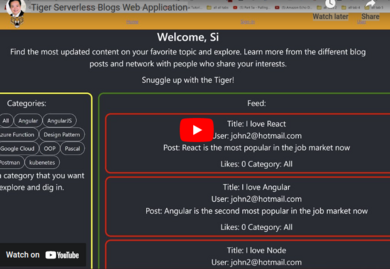 -Tiger Serverless Blogs Web Application
Watch later
Share
Welcome, Si
Find the most updated content on your favorite topic and explore. Learn more from the different blog
posts and network with people who share your interests.
Snuggle up with the Tiger!
Categories:
All Angular AngularJS
zure Function Design Pattern
Google Cloud OOP Pascal
Postman kubenetes
a category that you want
explore and dig in.
Watch on YouTube
Feed:
Title: I love React
User: john2@hotmail.com
Post: React is the most popular in the job market now
Likes: 0 Category: All
Title: I love Angular
User: john2@hotmail.com
Post: Angular is the second most popular in the job market now
Likes: 0 Category: All
Title: I love Node
User: john2@hotmail.com